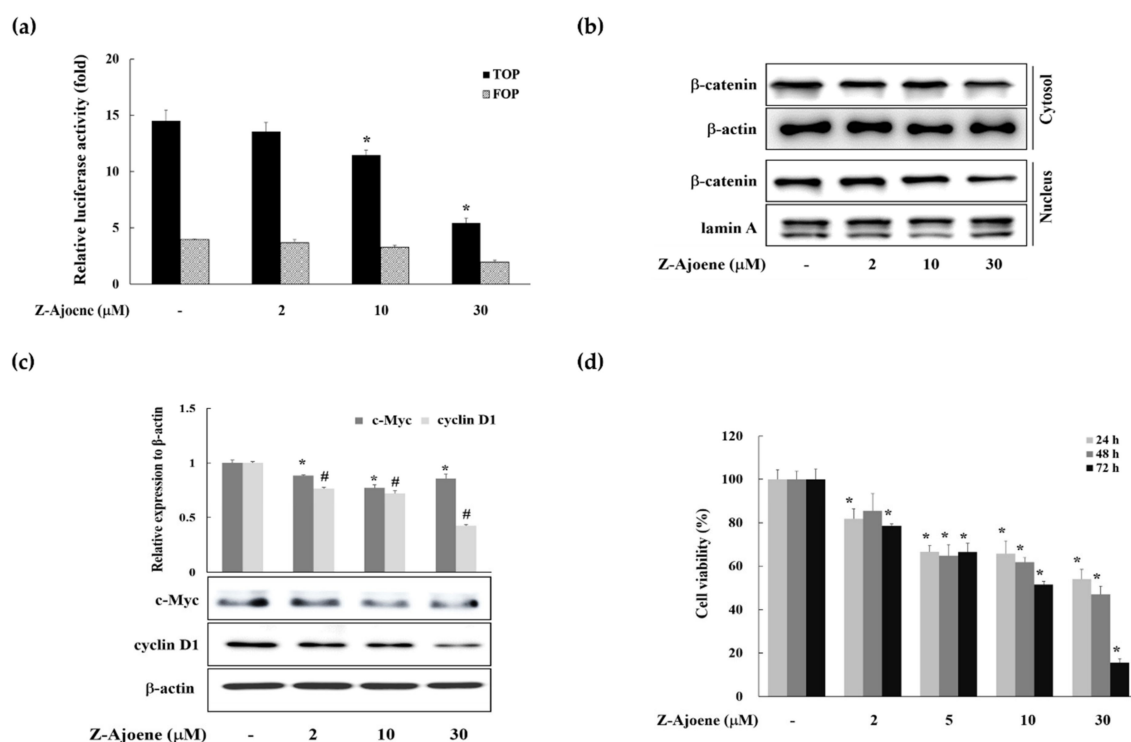 (a)
20
15
10
5
0
Relative luciferase activity (fold)
TOP
FOP
*
*
Z-Ajoene (μM) - 2 10 30
(b)
β-catenin
β-actin
Cytosol
β-catenin
lamin A
Nucleus
Z-Ajoene (μM) - 2 10 30
(c)
1.5
1
0.5
0
Relative expression to β-actin
c-Myc cyclin D1
* # * # * #
c-Myc
cyclin D1
β-actin
Z-Ajoene (μM) - 2 10 30
(d)
120
100
80
60
40
20
0
Cell viability (%)
24 h
48 h
72 h
* * * * * * * * * * *
Z-Ajoene (μM) - 2 5 10 30